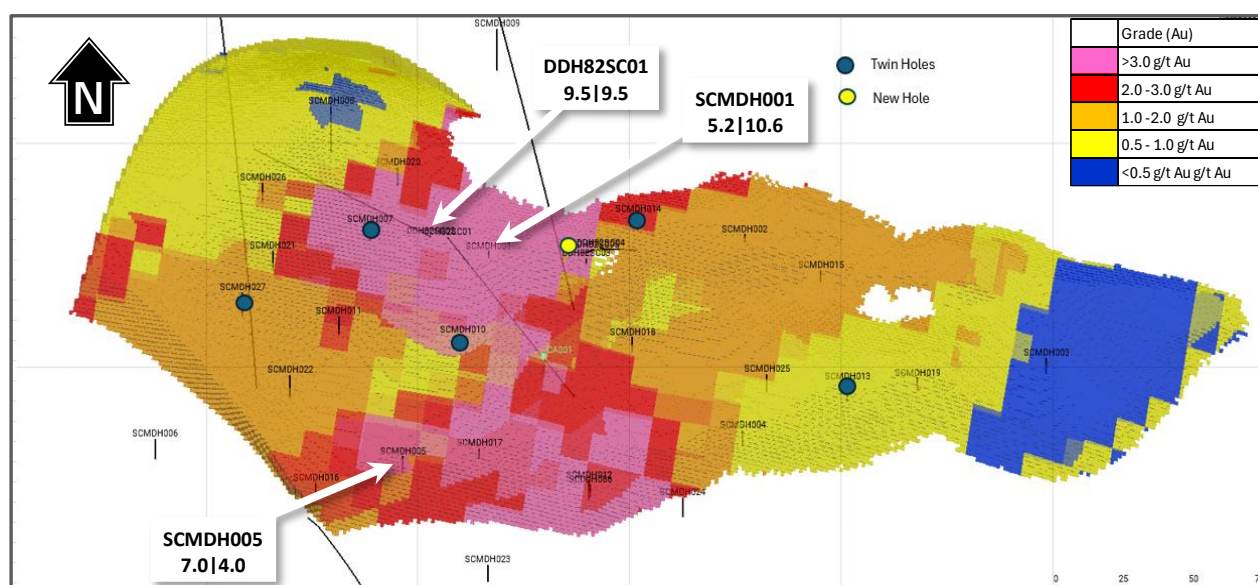 SCMDH009
DDH82SC01
9.5|9.5
SCMDH001
5.2|10.6
Twin Holes
New Hole
Grade (Au)
>3.0 g/t Au
2.0 -3.0 g/t Au
1.0 -2.0 g/t Au
0.5 - 1.0 g/t Au
<0.5 g/t Au g/t Au
N
SCMDH020
SCMDH026
SCMDH007
SCMDH014
SCMDH001
SCMDH002
SCMDH021
SCMDH015
SCMDH027
SCMDH011
SCMDH010
SCMDH018
SCMDH003
SCMDH022
SCMDH025
SCMDH013
SCMDH019
SCMDH006
SCMDH004
SCMDH005
SCMDH017
SCMDH016
SCMDH012
SCMDH024
SCMDH005
7.0|4.0
SCMDH023
0
25
50